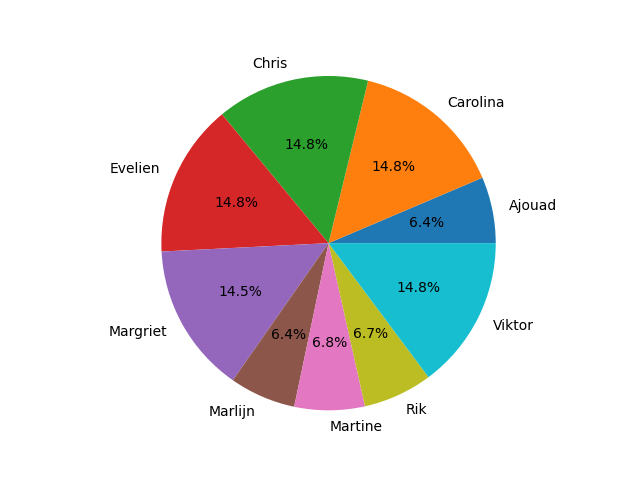 Chris
Carolina
14.8%
14.8%
Evelien
14.8%
Ajouad
6.4%
14.5%
14.8%
Margriet
6.4%
6.8%
6.7%
Viktor
Marlijn
Rik
Martine